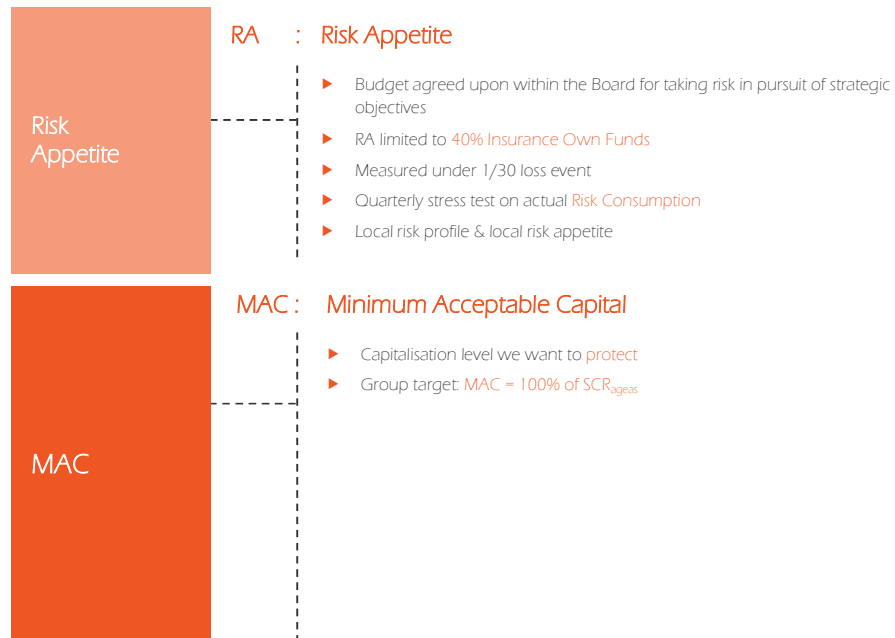 RA : Risk Appetite
Budget agreed upon within the Board for taking risk in pursuit of strategic
objectives
Risk
Appetite
RA limited to 40% Insurance Own Funds
Measured under 1/30 loss event
Quarterly stress test on actual Risk Consumption
Local risk profile & local risk appetite
MAC : Minimum Acceptable Capital
Capitalisation level we want to protect
Group target: MAC = 100% of SCRageas
MAC